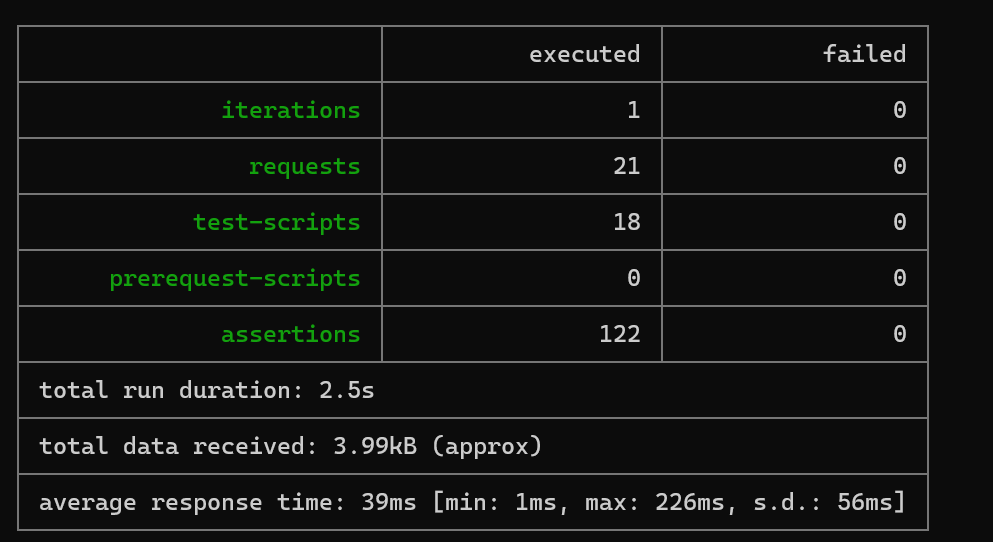 executed failed
iterations 1 0
requests 21 0
test-scripts 18 0
prerequest-scripts 0 0
assertions 122 0
total run duration: 2.5s
total data received: 3.99kB (approx)
average response time: 39ms [min: 1ms, max: 226ms, s.d.: 56ms]